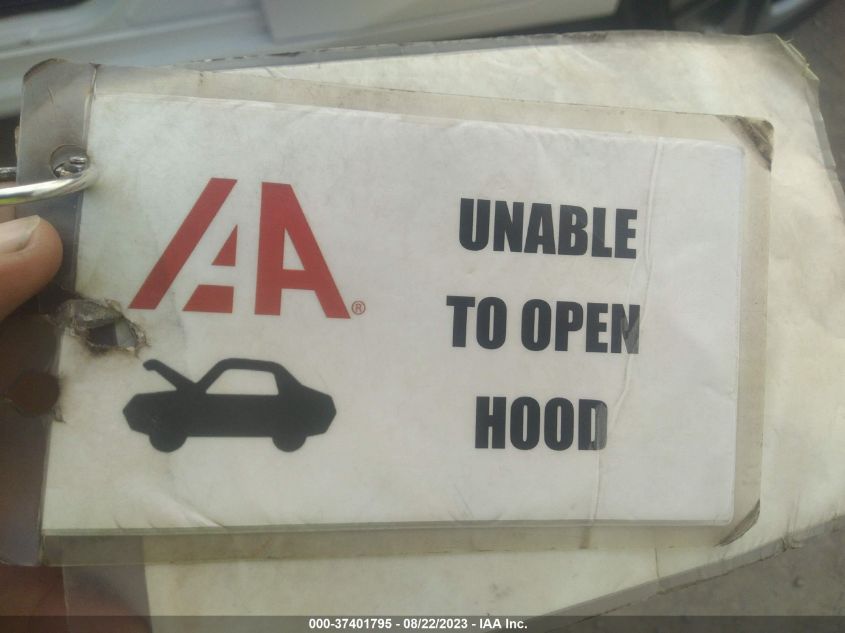 IAA®
UNABLE
TO OPEN
HOOD
000-37401795 - 08/22/2023 - IAA Inc.